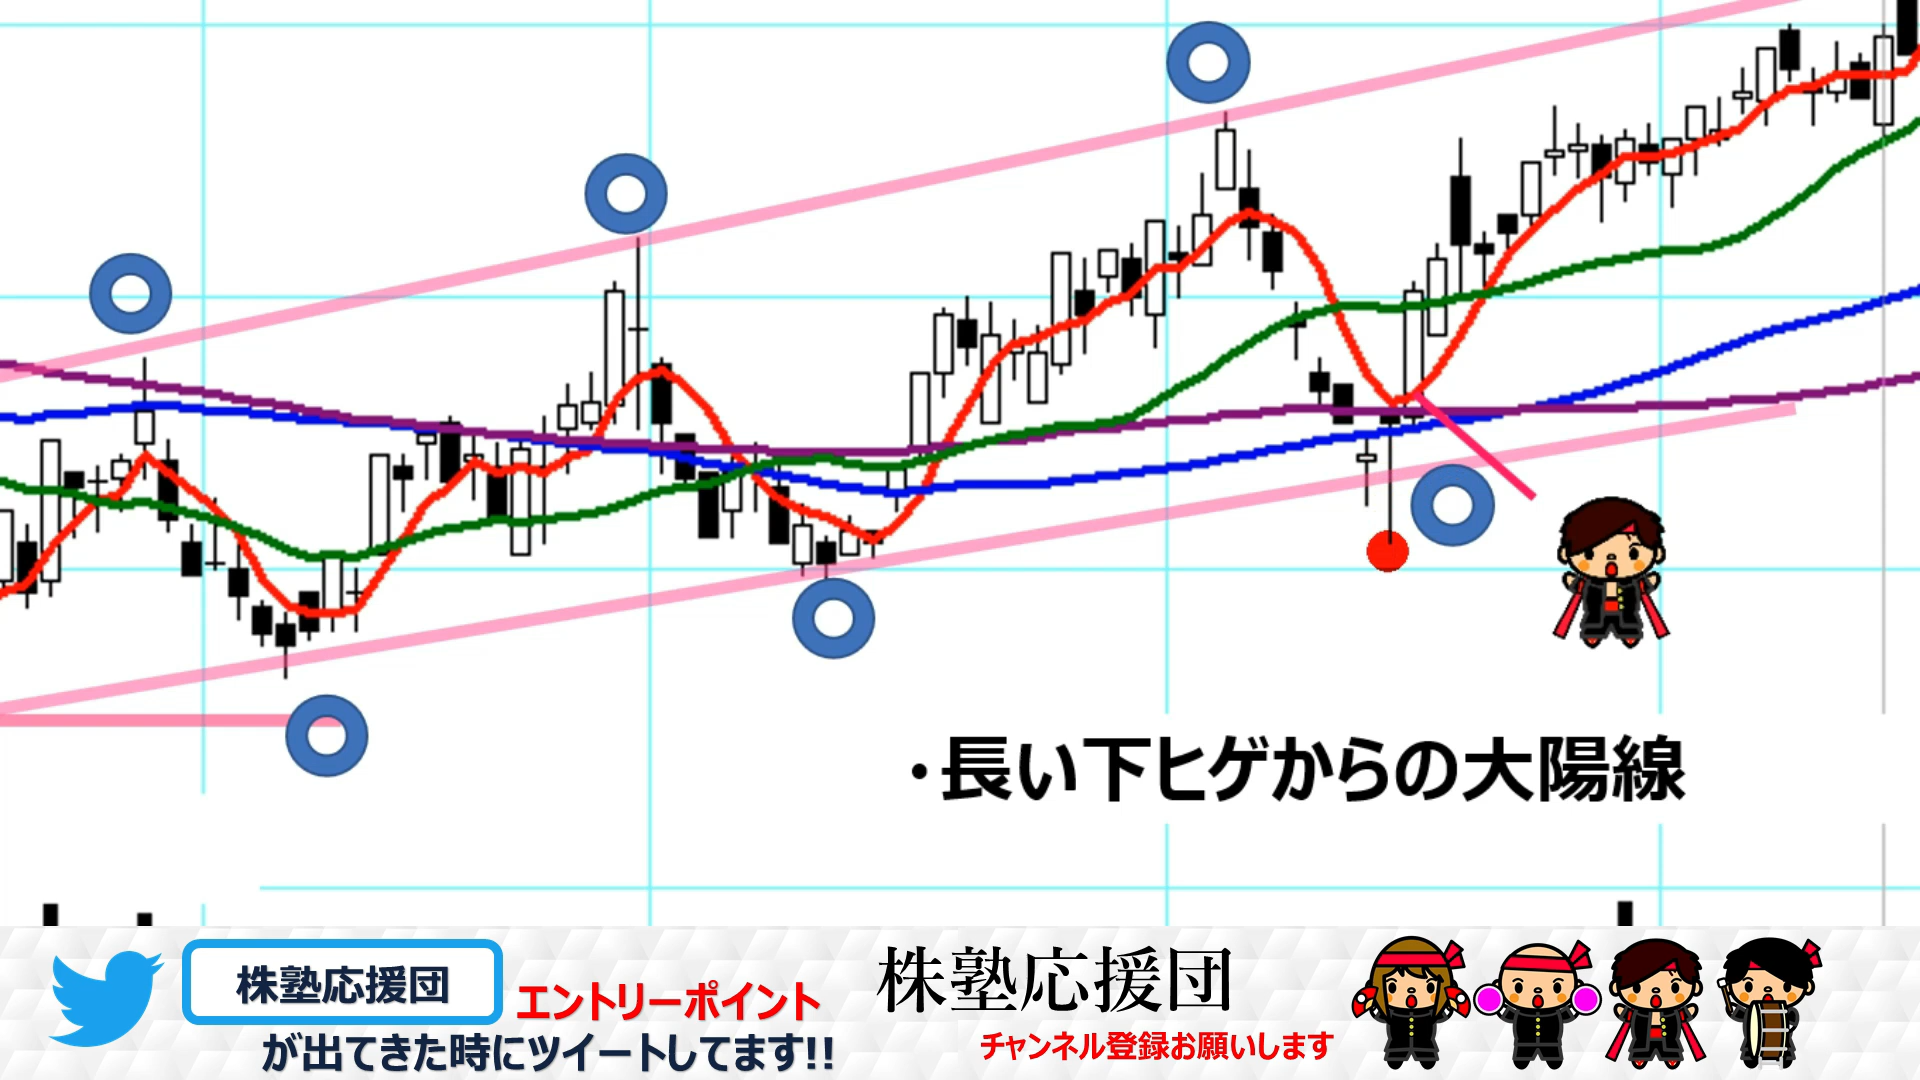 ・長い下ヒゲからの大陽線
株塾応援団
エントリーポイント
が出てきた時にツイートしてます!!
株塾応援団
チャンネル登録お願いします